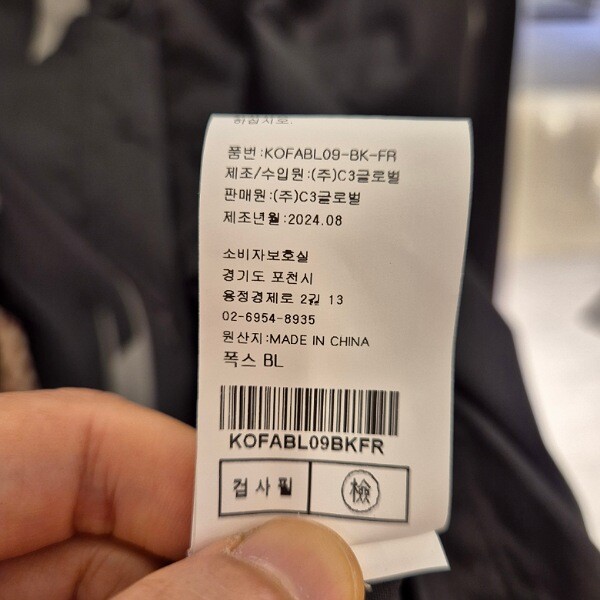 품번:KOFABL09-BK-FR
제조/수입원:(주)C3글로벌
판매원:(주)C3글로벌
제조년월:2024.08
소비자보호실
경기도 포천시
용정경제로 2길 13
02-6954-8935
원산지:MADE IN CHINA
폭스 BL
KOFABL09BKFR
검사필 檢